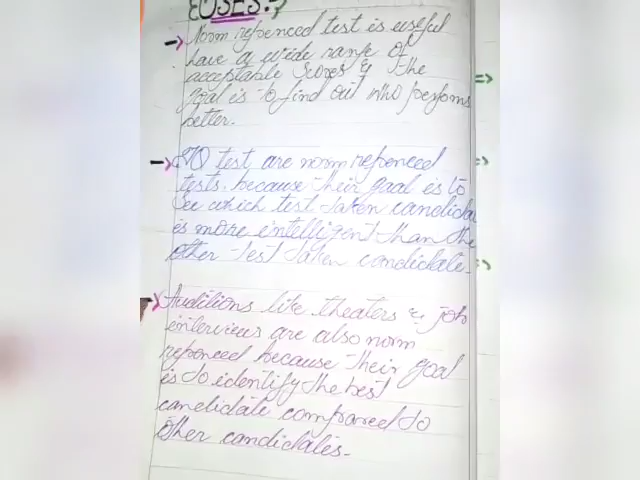 USES:-
→ Norm referenced test is useful
have a wide range of
acceptable scores & the
goal is to find out who performs
better.
→ IQ test are norm referenced
tests. because their goal is to
see which test taken candida
is more intelligent than the
other test taken candidate.
→ Auditions like theaters & job
interviews are also norm
referenced because their goal
is to identify the best
candidate compared to
other candidates.